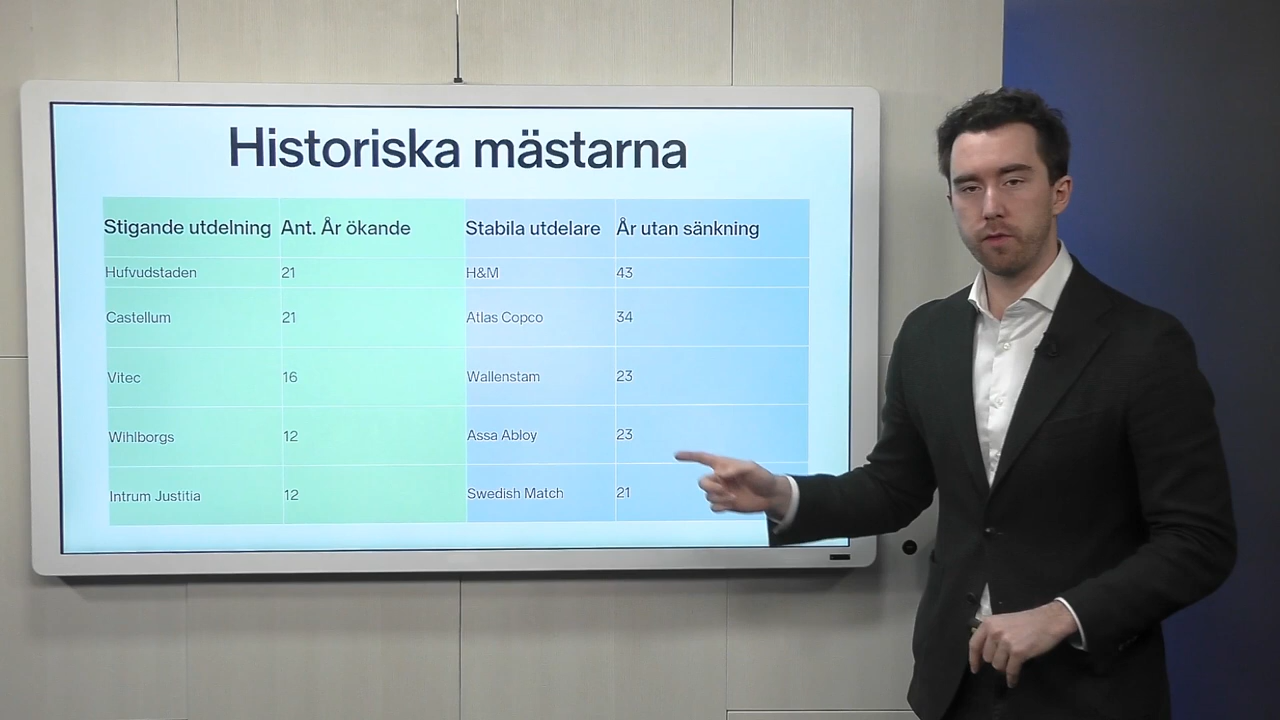 Historiska mästarna
Stigande utdelning Ant. År ökande Stabila utdelare År utan sänkning
Hufvudstaden 21 H&M 43
Castellum 21 Atlas Copco 34
Vitec 16 Wallenstam 23
Wihlborgs 12 Assa Abloy 23
Intrum Justitia 12 Swedish Match 21